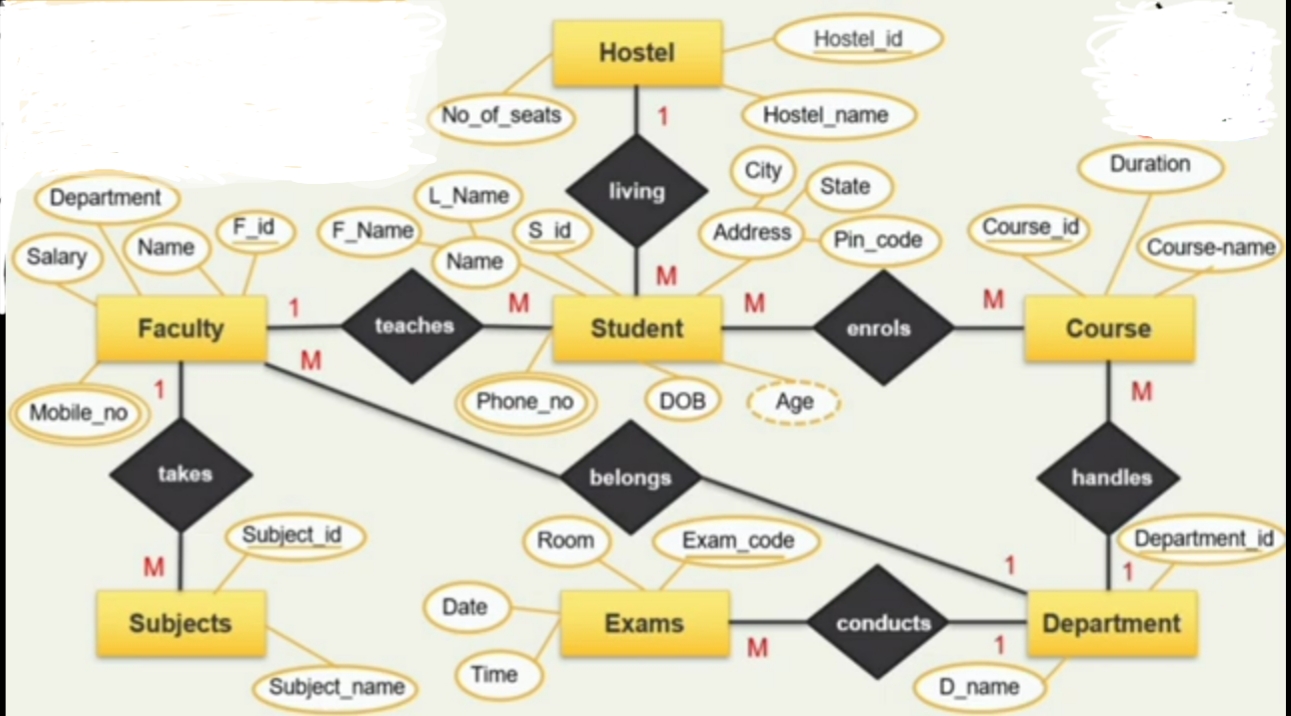 Hostel
Hostel_id
No_of_seats
Hostel_name
1
living
M
Department
Salary
Name
F_id
F_Name
L_Name
Name
S_id
City
State
Address
Pin_code
Duration
Course_id
Course-name
Faculty
1
teaches
M
Student
M
enrols
M
Course
M
Mobile_no
1
Phone_no
DOB
Age
M
takes
belongs
handles
M
Subject_id
Room
Exam_code
1
1
Department_id
Subjects
Date
Exams
M
conducts
1
Department
Time
Subject_name
D_name